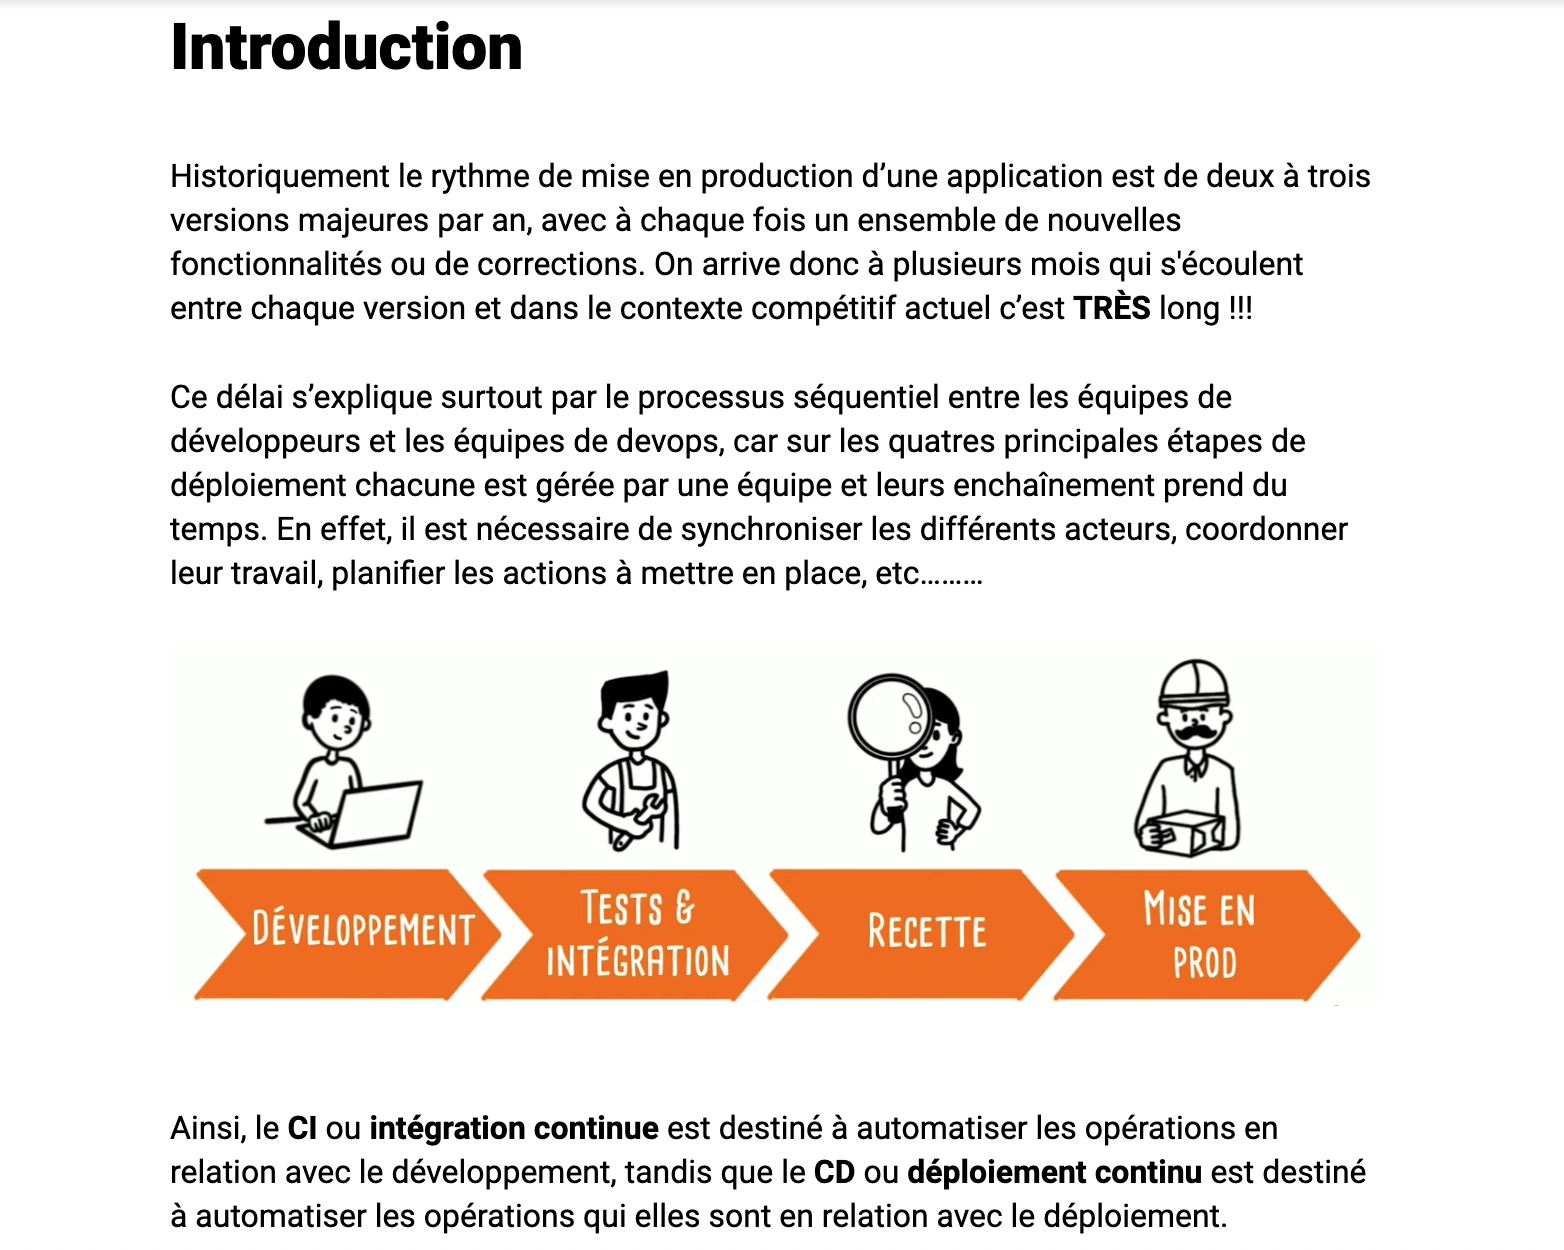 Introduction
Historiquement le rythme de mise en production d’une application est de deux à trois
versions majeures par an, avec à chaque fois un ensemble de nouvelles
fonctionnalités ou de corrections. On arrive donc à plusieurs mois qui s'écoulent
entre chaque version et dans le contexte compétitif actuel c’est TRÈS long !!!
Ce délai s’explique surtout par le processus séquentiel entre les équipes de
développeurs et les équipes de devops, car sur les quatres principales étapes de
déploiement chacune est gérée par une équipe et leurs enchaînement prend du
temps. En effet, il est nécessaire de synchroniser les différents acteurs, coordonner
leur travail, planifier les actions à mettre en place, etc………
DÉVELOPPEMENT
TESTS &
INTÉGRATION
RECETTE
MISE EN
PROD
Ainsi, le CI ou intégration continue est destiné à automatiser les opérations en
relation avec le développement, tandis que le CD ou déploiement continu est destiné
à automatiser les opérations qui elles sont en relation avec le déploiement.